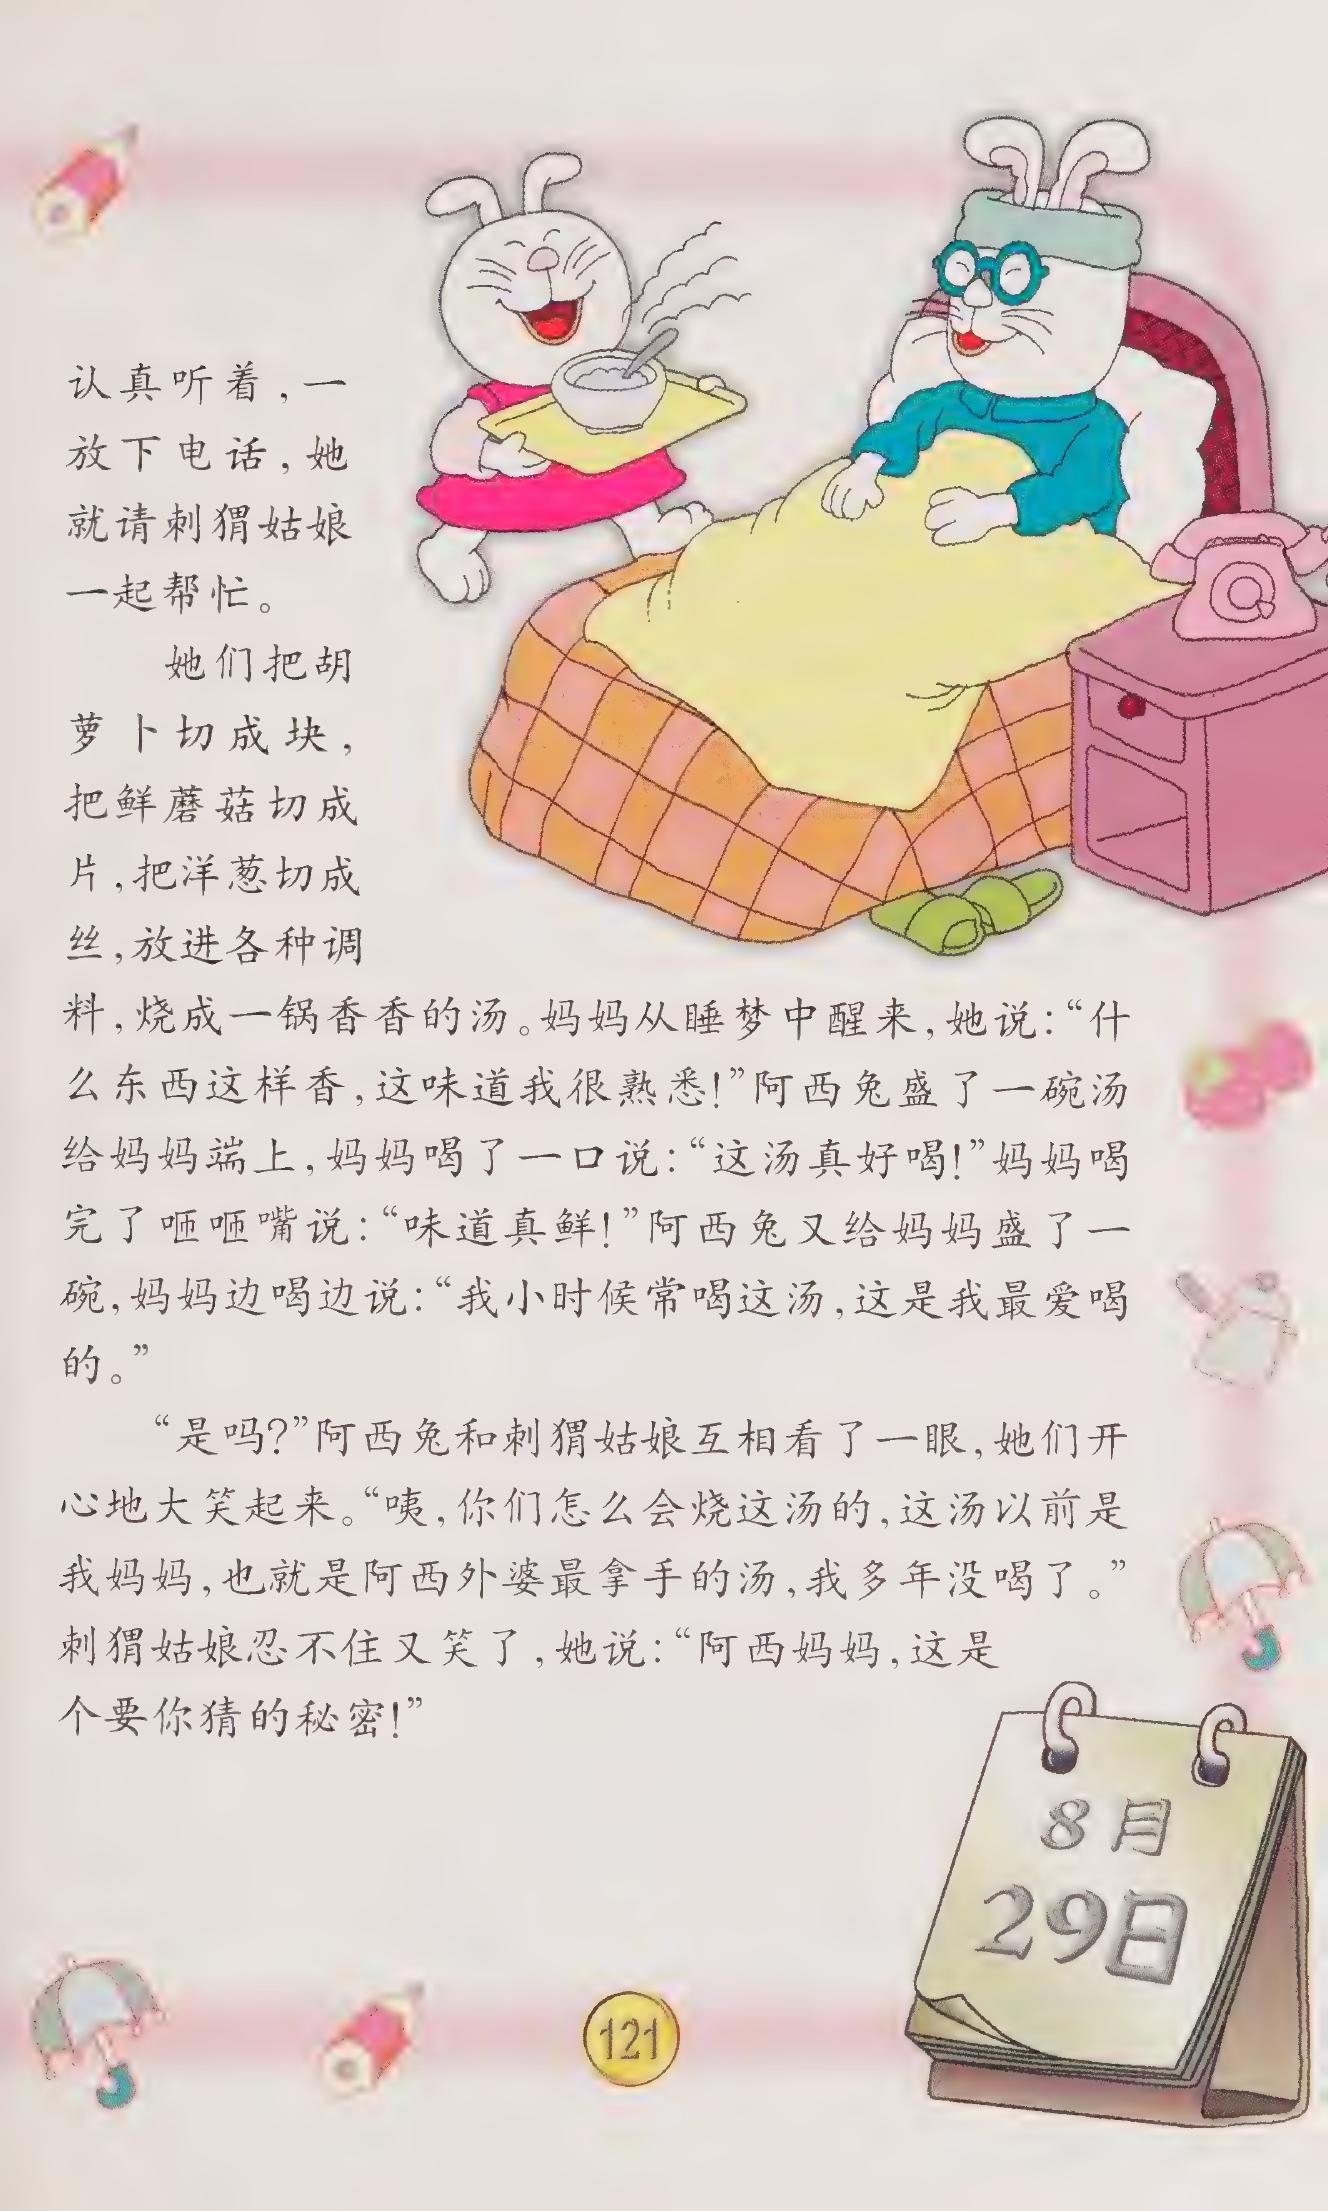 认真听着，一
放下电话，她
就请刺猬姑娘
一起帮忙。
她们把胡
萝卜切成块，
把鲜蘑菇切成
片，把洋葱切成
丝，放进各种调
料，烧成一锅香香的汤。妈妈从睡梦中醒来，她说：“什
么东西这样香，这味道我很熟悉！”阿西兔盛了一碗汤
给妈妈端上，妈妈喝了一口说：“这汤真好喝！”妈妈喝
完了咂咂嘴说：“味道真鲜！”阿西兔又给妈妈盛了一
碗，妈妈边喝边说：“我小时候常喝这汤，这是我最爱喝
的。”
“是吗？”阿西兔和刺猬姑娘互相看了一眼，她们开
心地大笑起来。“咦，你们怎么会烧这汤的，这汤以前是
我妈妈，也就是阿西外婆最拿手的汤，我多年没喝了。”
刺猬姑娘忍不住又笑了，她说：“阿西妈妈，这是
个要你猜的秘密！”
8月
29日
121